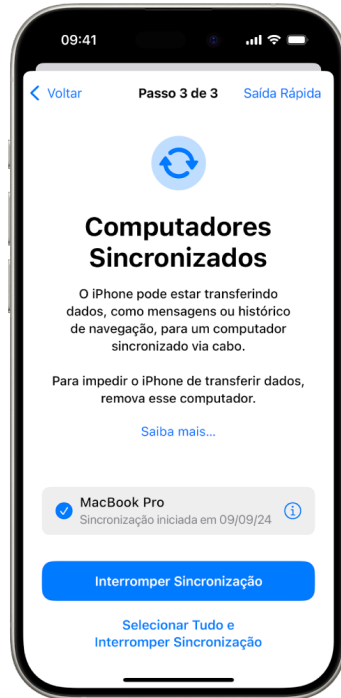 09:41
Voltar
Passo 3 de 3
Saída Rápida
Computadores
Sincronizados
O iPhone pode estar transferindo
dados, como mensagens ou histórico
de navegação, para um computador
sincronizado via cabo.
Para impedir o iPhone de transferir dados,
remova esse computador.
Saiba mais...
MacBook Pro
Sincronização iniciada em 09/09/24
Interromper Sincronização
Selecionar Tudo e
Interromper Sincronização